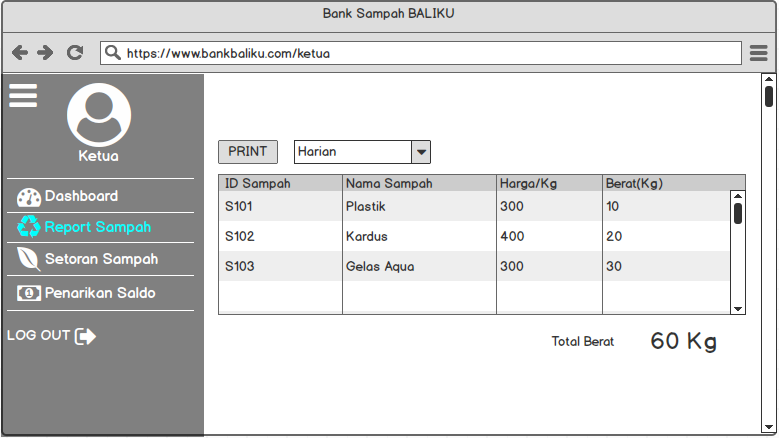 Bank Sampah BALIKU
https://www.bankbaliku.com/ketua
Ketua
Dashboard
Report Sampah
Setoran Sampah
Penarikan Saldo
LOG OUT
PRINT Harian
ID Sampah Nama Sampah Harga/Kg Berat(Kg)
S101 Plastik 300 10
S102 Kardus 400 20
S103 Gelas Aqua 300 30
Total Berat 60 Kg